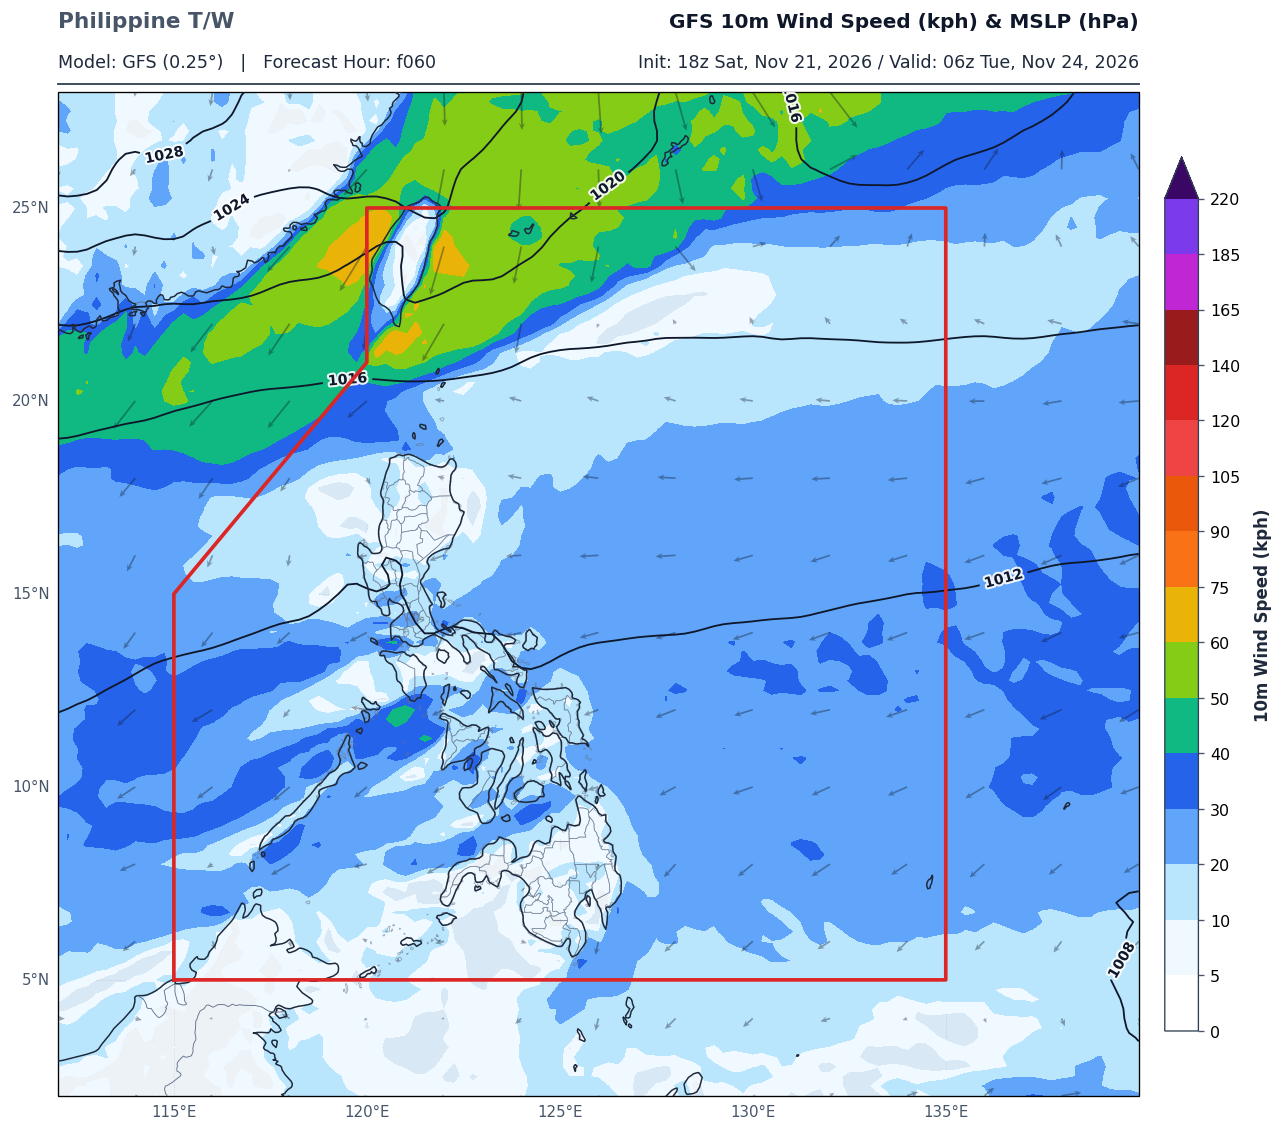 Philippine T/W
GFS 10m Wind Speed (kph) & MSLP (hPa)
Model: GFS (0.25°) | Forecast Hour: f060
Init: 18z Sat, Nov 21, 2026 / Valid: 06z Tue, Nov 24, 2026
1016
1028
1020
1024
1016
1012
1008
25°N
20°N
15°N
10°N
5°N
115°E
120°E
125°E
130°E
135°E
220
185
165
140
120
105
90
75
60
50
40
30
20
10
5
0
10m Wind Speed (kph)